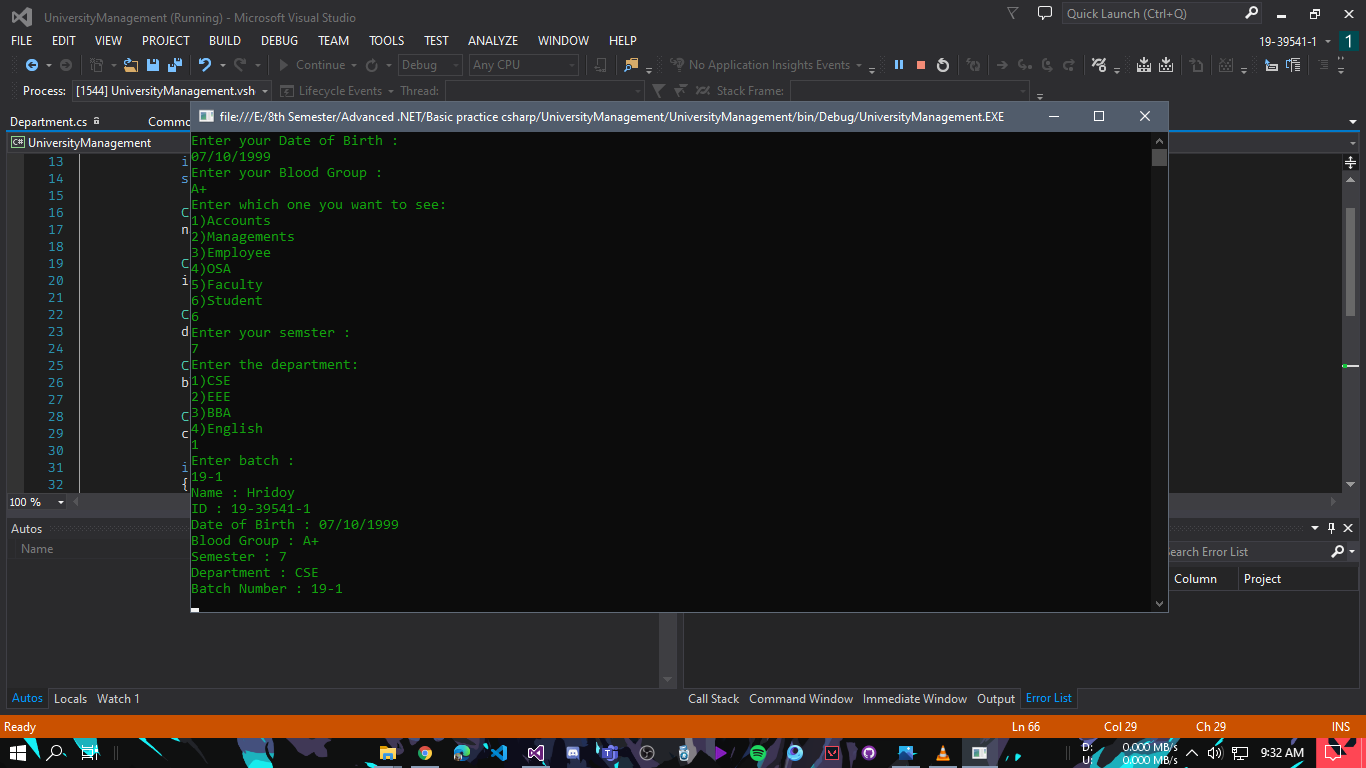 UniversityManagement (Running) - Microsoft Visual Studio
Quick Launch (Ctrl+Q)
FILE EDIT VIEW PROJECT BUILD DEBUG TEAM TOOLS TEST ANALYZE WINDOW HELP
19-39541-1 1
Continue Debug Any CPU No Application Insights Events
Process: [1544] UniversityManagement.vsh Lifecycle Events Thread: Stack Frame:
Department.cs Commo
file:///E:/8th Semester/Advanced .NET/Basic practice csharp/UniversityManagement/UniversityManagement/bin/Debug/UniversityManagement.EXE
C# UniversityManagement
13 i
14 s
15
16 C
17 n
18
19 C
20 i
21
22 C
23 d
24
25 C
26 b
27
28 C
29 c
30
31 i
32 {
100 %
Enter your Date of Birth :
07/10/1999
Enter your Blood Group :
A+
Enter which one you want to see:
1)Accounts
2)Managements
3)Employee
4)OSA
5)Faculty
6)Student
6
Enter your semster :
7
Enter the department:
1)CSE
2)EEE
3)BBA
4)English
1
Enter batch :
19-1
Name : Hridoy
ID : 19-39541-1
Date of Birth : 07/10/1999
Blood Group : A+
Semester : 7
Department : CSE
Batch Number : 19-1
Autos
Name
earch Error List
Column Project
Autos Locals Watch 1
Call Stack Command Window Immediate Window Output Error List
Ready Ln 66 Col 29 Ch 29 INS
D: 0.000 MB/s
U: 0.000 MB/s
9:32 AM